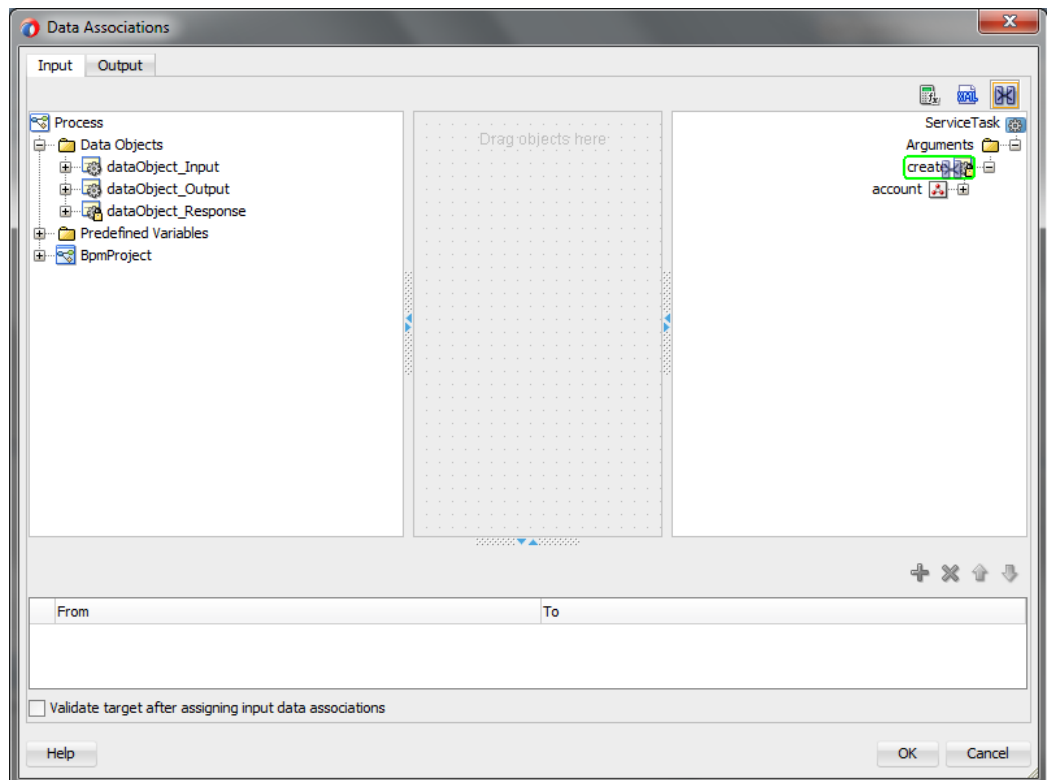 Data Associations
Input Output
Process
Data Objects
dataObject_Input
dataObject_Output
dataObject_Response
Predefined Variables
BpmProject
Drag objects here
ServiceTask
Arguments
account
From To
Validate target after assigning input data associations
Help OK Cancel